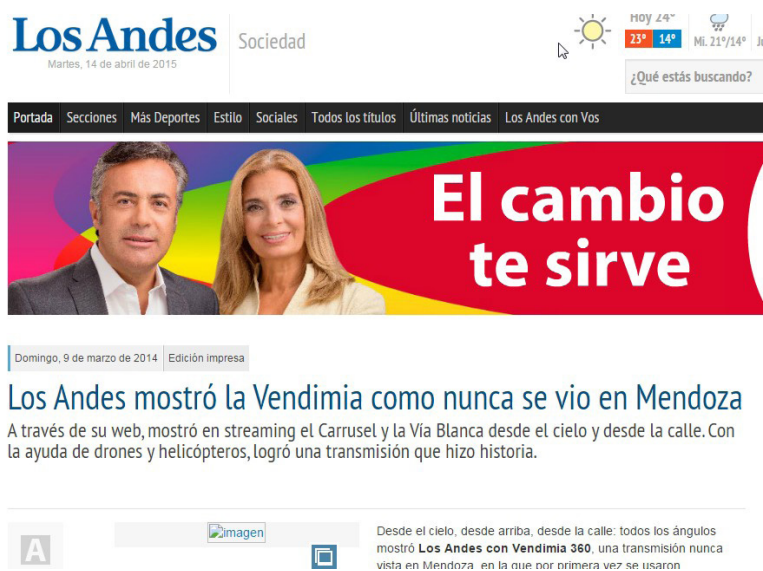 Los Andes
Sociedad
Martes, 14 de abril de 2015
Hoy 24°
23° 14°
Mi. 21°/14°
¿Qué estás buscando?
Portada Secciones Más Deportes Estilo Sociales Todos los títulos Últimas noticias Los Andes con Vos
El cambio
te sirve
Domingo, 9 de marzo de 2014 Edición impresa
Los Andes mostró la Vendimia como nunca se vio en Mendoza
A través de su web, mostró en streaming el Carrusel y la Vía Blanca desde el cielo y desde la calle. Con
la ayuda de drones y helicópteros, logró una transmisión que hizo historia.
A
imagen
Desde el cielo, desde arriba, desde la calle: todos los ángulos
mostró Los Andes con Vendimia 360, una transmisión nunca
vista en Mendoza, en la que por primera vez se usaron